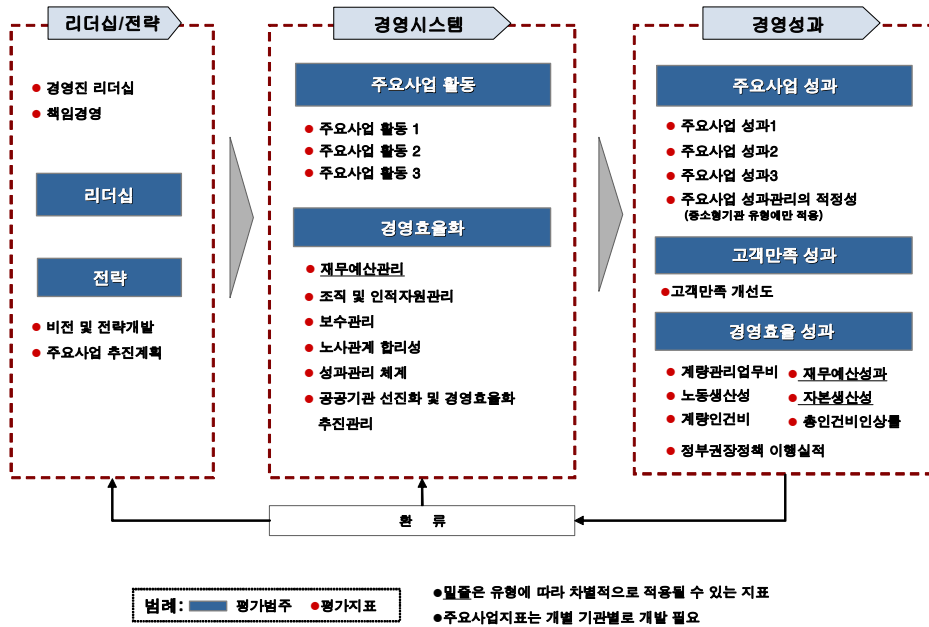 리더십/전략
경영진 리더십
책임경영
리더십
전략
비전 및 전략개발
주요사업 추진계획
경영시스템
주요사업 활동
주요사업 활동 1
주요사업 활동 2
주요사업 활동 3
경영효율화
재무예산관리
조직 및 인적자원관리
보수관리
노사관계 합리성
성과관리 체계
공공기관 선진화 및 경영효율화
추진관리
경영성과
주요사업 성과
주요사업 성과1
주요사업 성과2
주요사업 성과3
주요사업 성과관리의 적정성
(중소형기관 유형에만 적용)
고객만족 성과
고객만족 개선도
경영효율 성과
계량관리업무비
재무예산성과
노동생산성
자본생산성
계량인건비
총인건비인상률
정부권장정책 이행실적
환 류
범례: 평가범주 ●평가지표
●밑줄은 유형에 따라 차별적으로 적용될 수 있는 지표
●주요사업지표는 개별 기관별로 개발 필요